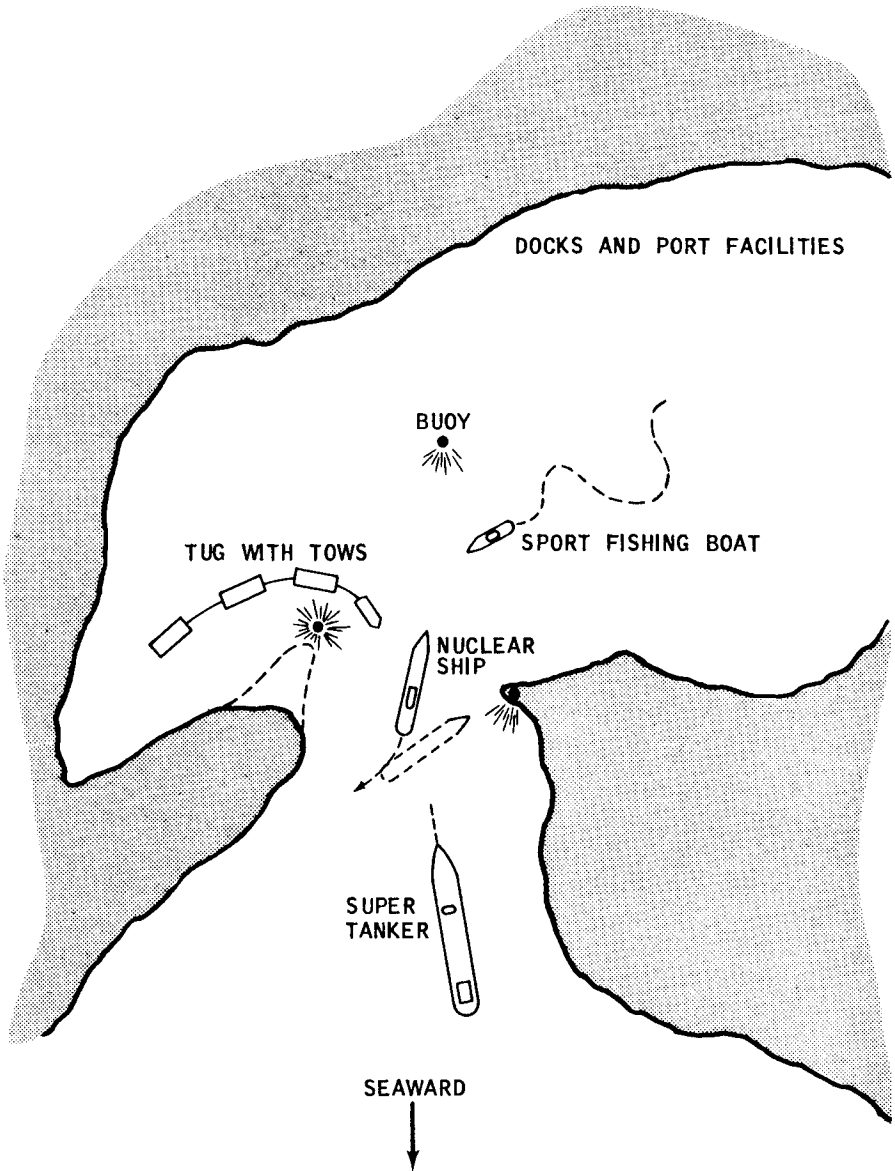 DOCKS AND PORT FACILITIES
BUOY
SPORT FISHING BOAT
TUG WITH TOWS
NUCLEAR
SHIP
SUPER
TANKER
SEAWARD